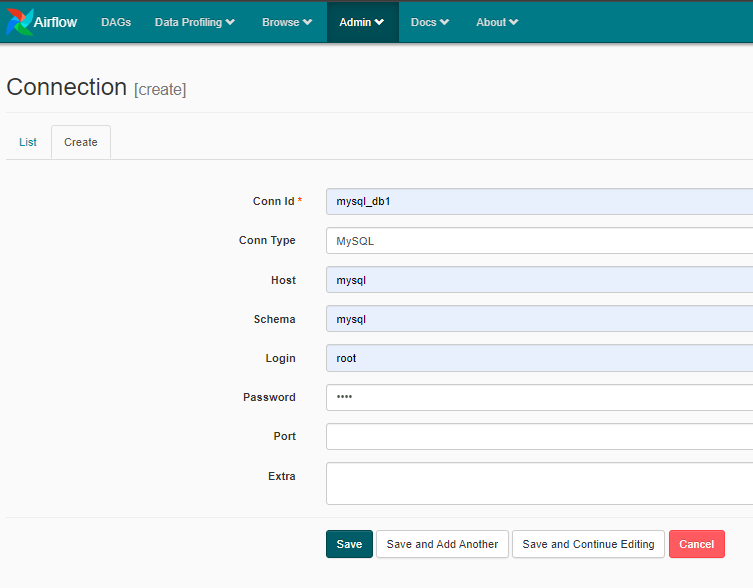 Airflow DAGs Data Profiling Browse Admin Docs About
Connection [create]
List Create
Conn Id * mysql_db1
Conn Type MySQL
Host mysql
Schema mysql
Login root
Password ••••
Port
Extra
Save Save and Add Another Save and Continue Editing Cancel